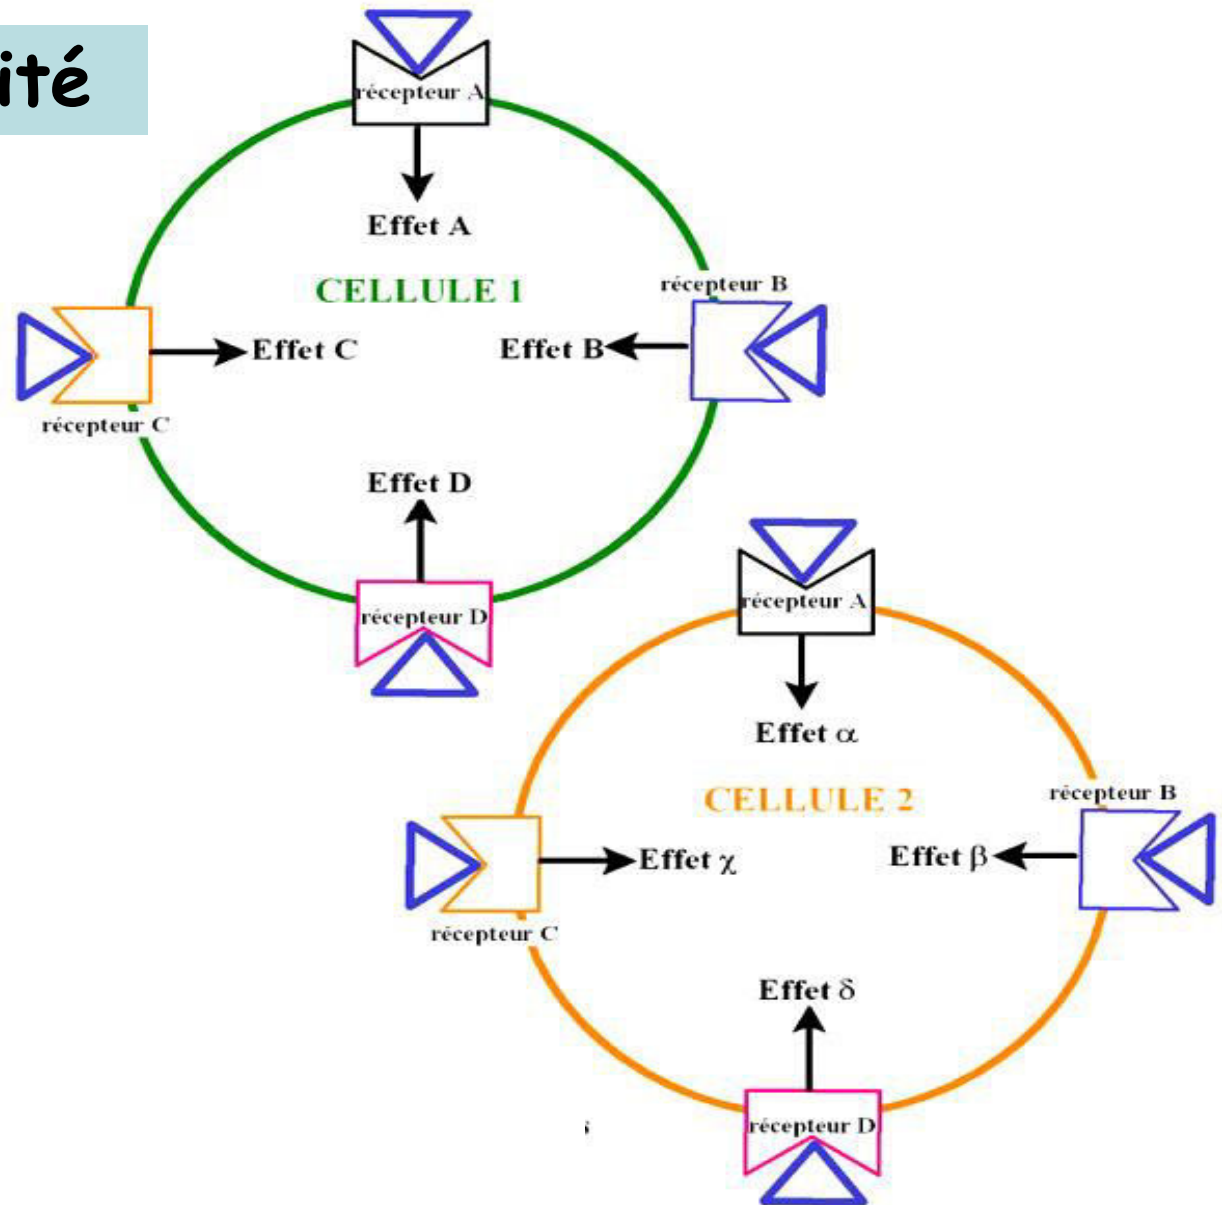 ité
récepteur A
Effet A
CELLULE 1
récepteur B
Effet C
Effet B
récepteur C
Effet D
récepteur D
récepteur A
Effet α
CELLULE 2
récepteur B
Effet χ
Effet β
récepteur C
Effet δ
récepteur D
s